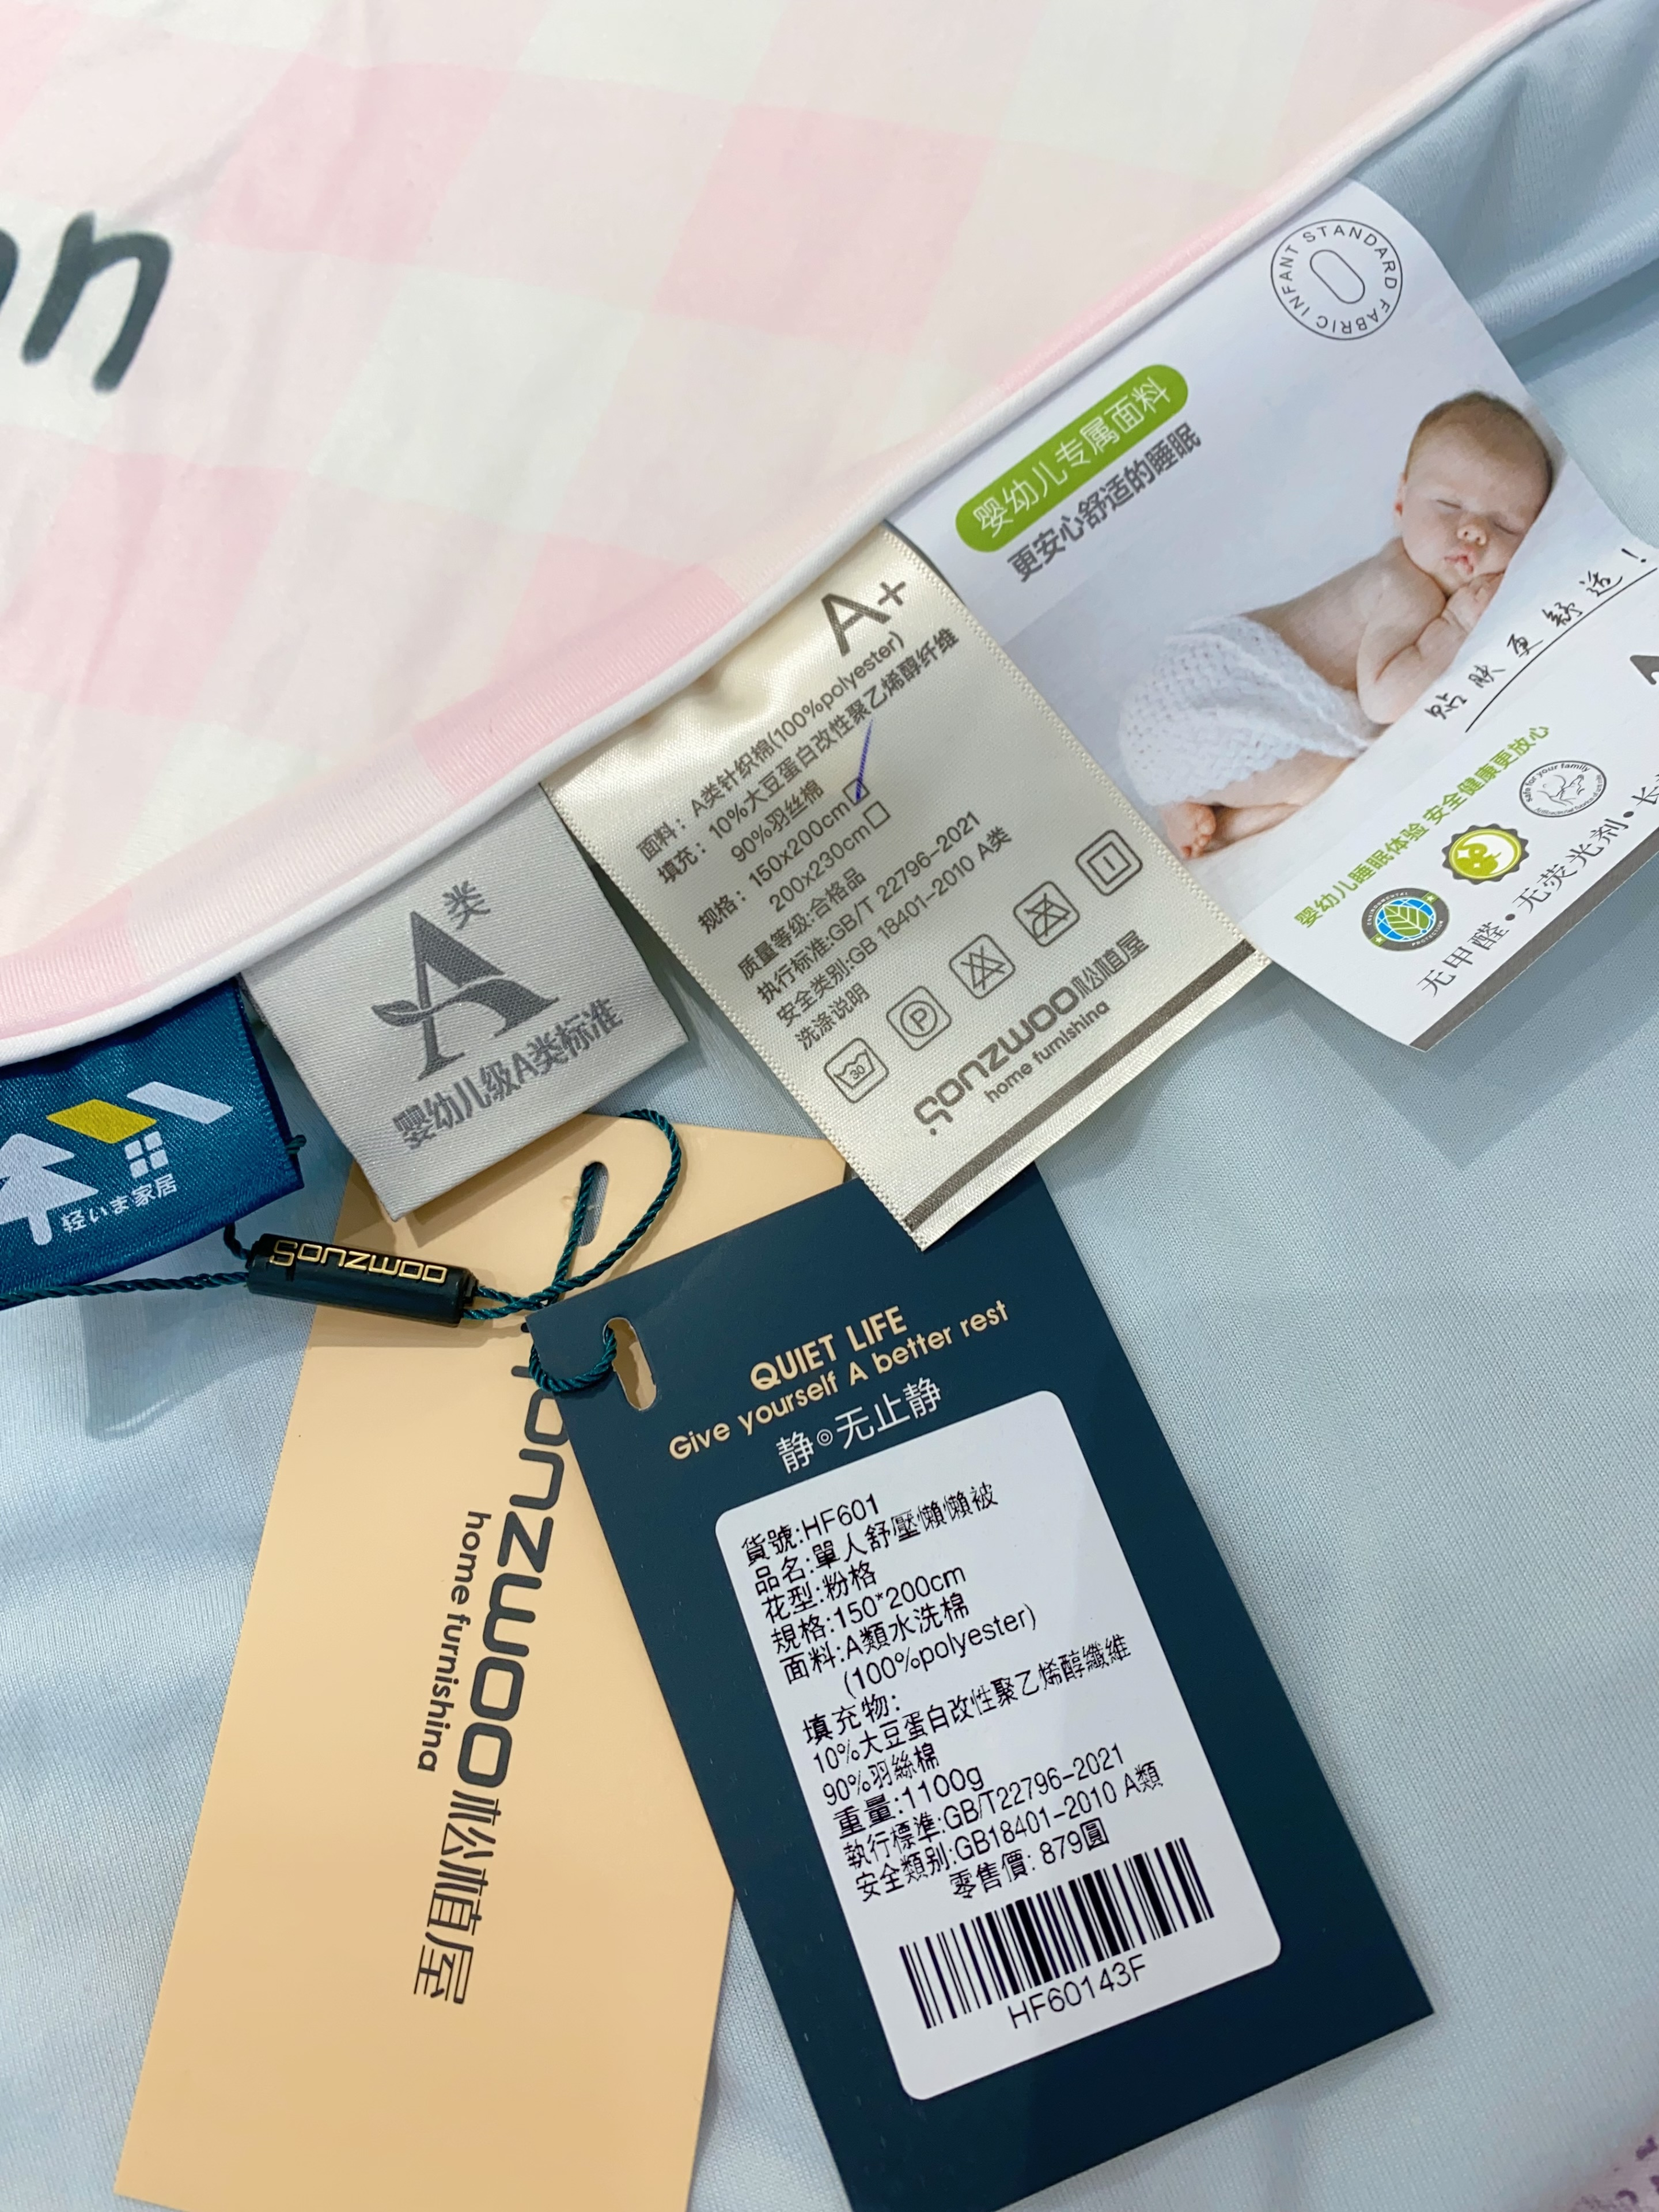 INFANT STANDARD FABRIC
婴幼儿专属面料
更安心舒适的睡眠
贴肤更舒适!
婴幼儿睡眠体验 安全健康更放心
safe for your family
无甲醛•无荧光剂•长
A+
面料：A类针织棉(100%polyester)
填充：10%大豆蛋白改性聚乙烯醇纤维
90%羽丝棉
规格：150x200cm
200x230cm
质量等级:合格品
执行标准:GB/T 22796-2021
安全类别:GB 18401-2010 A类
洗涤说明
30
P
sonzwoo松植屋
home furnishing
A类
婴幼儿级A类标准
轻いま家居
Sonzwoo
onzwoo松植屋
home furnishing
QUIET LIFE
Give yourself A better rest
静⊙无止静
貨號:HF601
品名:單人舒壓懶懶被
花型:粉格
規格:150*200cm
面料:A類水洗棉
(100%polyester)
填充物:
10%大豆蛋白改性聚乙烯醇纖維
90%羽絲棉
重量:1100g
執行標準:GB/T22796-2021
安全類別:GB18401-2010 A類
零售價: 879圓
HF60143F